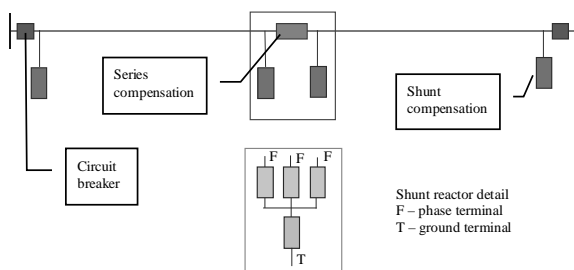 Series
compensation
Shunt
compensation
Circuit
breaker
F F F
T
Shunt reactor detail
F – phase terminal
T – ground terminal